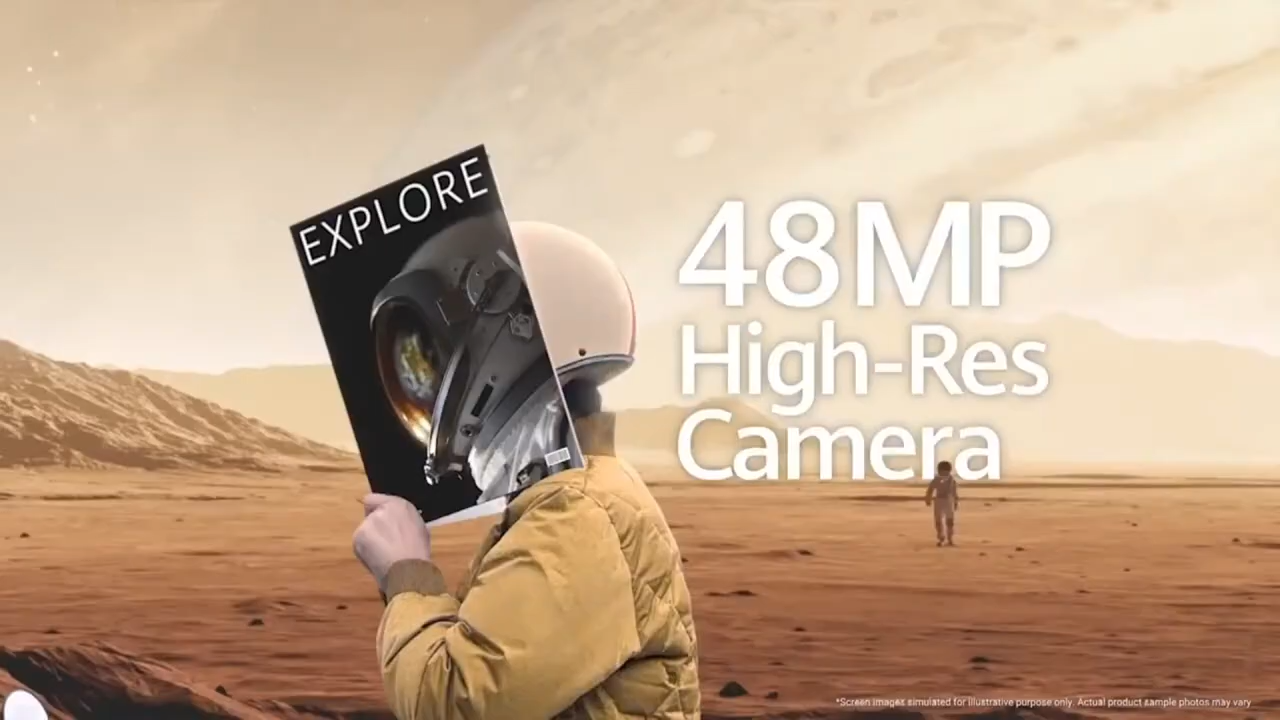 EXPLORE
48MP
High-Res
Camera
*Screen images simulated for illustrative purpose only. Actual product sample photos may vary